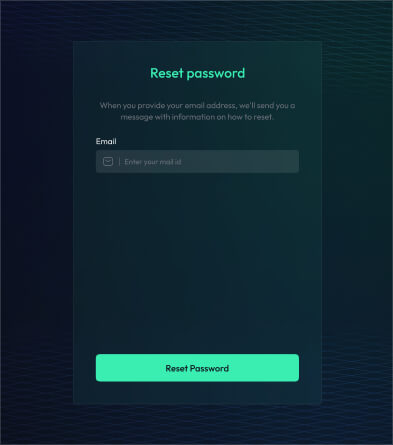 Reset password
When you provide your email address, we'll send you a
message with information on how to reset.
Email
Enter your mail id
Reset Password